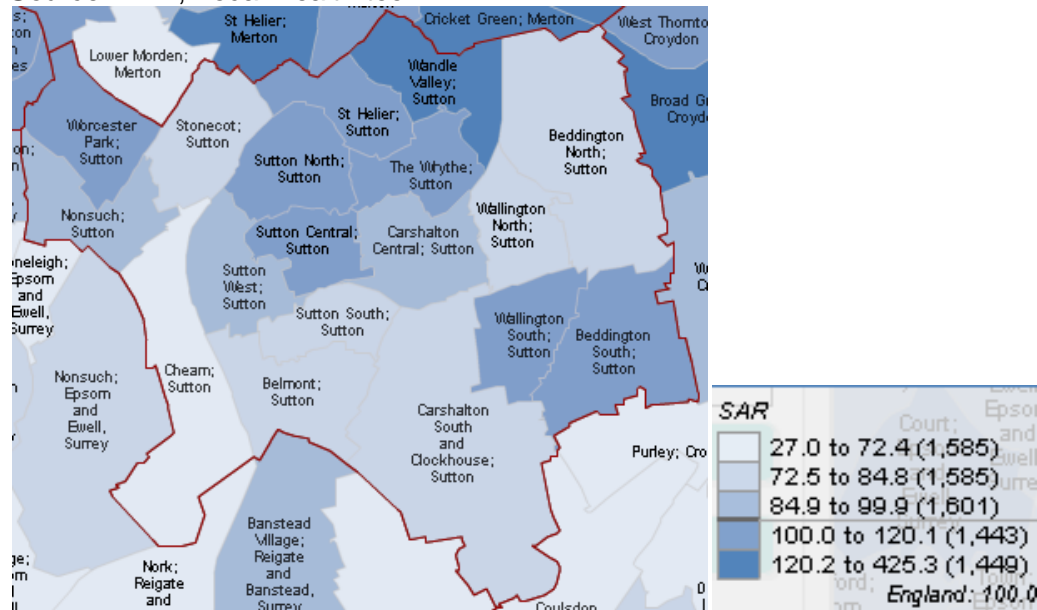 St Helier;
Merton
Cricket Green; Merton
West Thornto
Croydon
Lower Morden;
Merton
Wandle
Valley;
Sutton
Broad G
Croyd
Worcester
Park;
Sutton
Stonecot;
Sutton
St Helier;
Sutton
Beddington
North;
Sutton
Sutton North;
Sutton
The Wrythe;
Sutton
Nonsuch;
Sutton
Wallington
North;
Sutton
Sutton Central;
Sutton
Carshalton
Central; Sutton
oneleigh;
Epsom
and
Ewell,
Surrey
Sutton
West;
Sutton
Sutton South;
Sutton
Wallington
South;
Sutton
Beddington
South;
Sutton
Nonsuch;
Epsom
and
Ewell,
Surrey
Cheam;
Sutton
Belmont;
Sutton
Carshalton
South
and
Clockhouse;
Sutton
Purley; Cro
Banstead
Village;
Reigate
and
Banstead,
Surrey
Nork;
Reigate
and
Coulsdon
SAR
27.0 to 72.4 (1,585)
72.5 to 84.8 (1,585)
84.9 to 99.9 (1,601)
100.0 to 120.1 (1,443)
120.2 to 425.3 (1,449)
England: 100.0